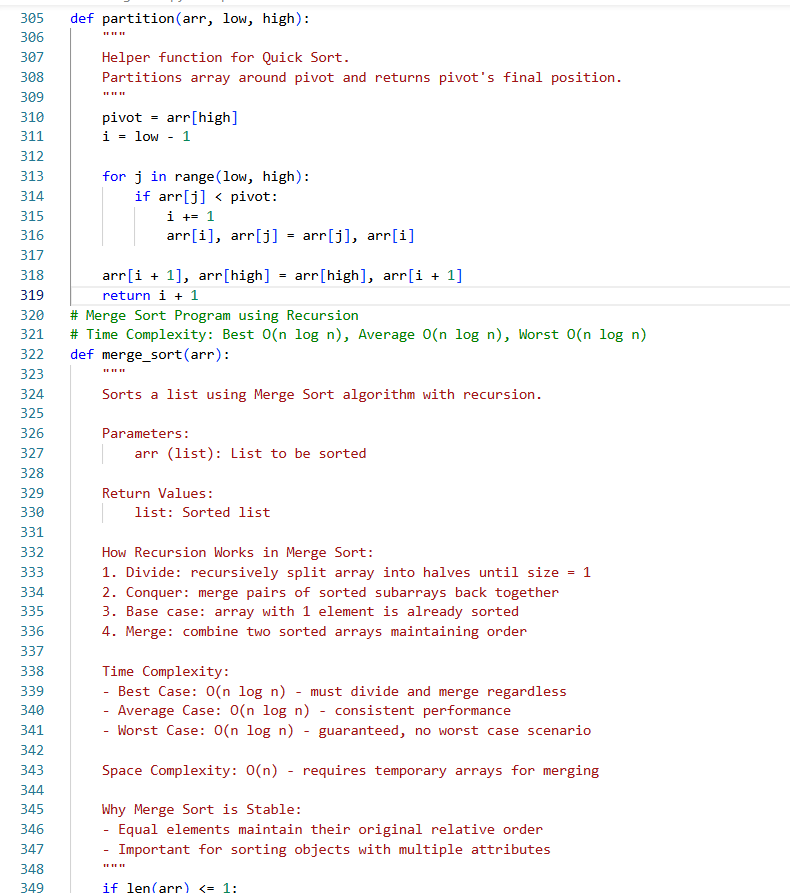 305 def partition(arr, low, high):
306 """
307 Helper function for Quick Sort.
308 Partitions array around pivot and returns pivot's final position.
309 """
310 pivot = arr[high]
311 i = low - 1
312
313 for j in range(low, high):
314 if arr[j] < pivot:
315 i += 1
316 arr[i], arr[j] = arr[j], arr[i]
317
318 arr[i + 1], arr[high] = arr[high], arr[i + 1]
319 return i + 1
320 # Merge Sort Program using Recursion
321 # Time Complexity: Best O(n log n), Average O(n log n), Worst O(n log n)
322 def merge_sort(arr):
323 """
324 Sorts a list using Merge Sort algorithm with recursion.
325
326 Parameters:
327 arr (list): List to be sorted
328
329 Return Values:
330 list: Sorted list
331
332 How Recursion Works in Merge Sort:
333 1. Divide: recursively split array into halves until size = 1
334 2. Conquer: merge pairs of sorted subarrays back together
335 3. Base case: array with 1 element is already sorted
336 4. Merge: combine two sorted arrays maintaining order
337
338 Time Complexity:
339 - Best Case: O(n log n) - must divide and merge regardless
340 - Average Case: O(n log n) - consistent performance
341 - Worst Case: O(n log n) - guaranteed, no worst case scenario
342
343 Space Complexity: O(n) - requires temporary arrays for merging
344
345 Why Merge Sort is Stable:
346 - Equal elements maintain their original relative order
347 - Important for sorting objects with multiple attributes
348 """
349 if len(arr) <= 1: